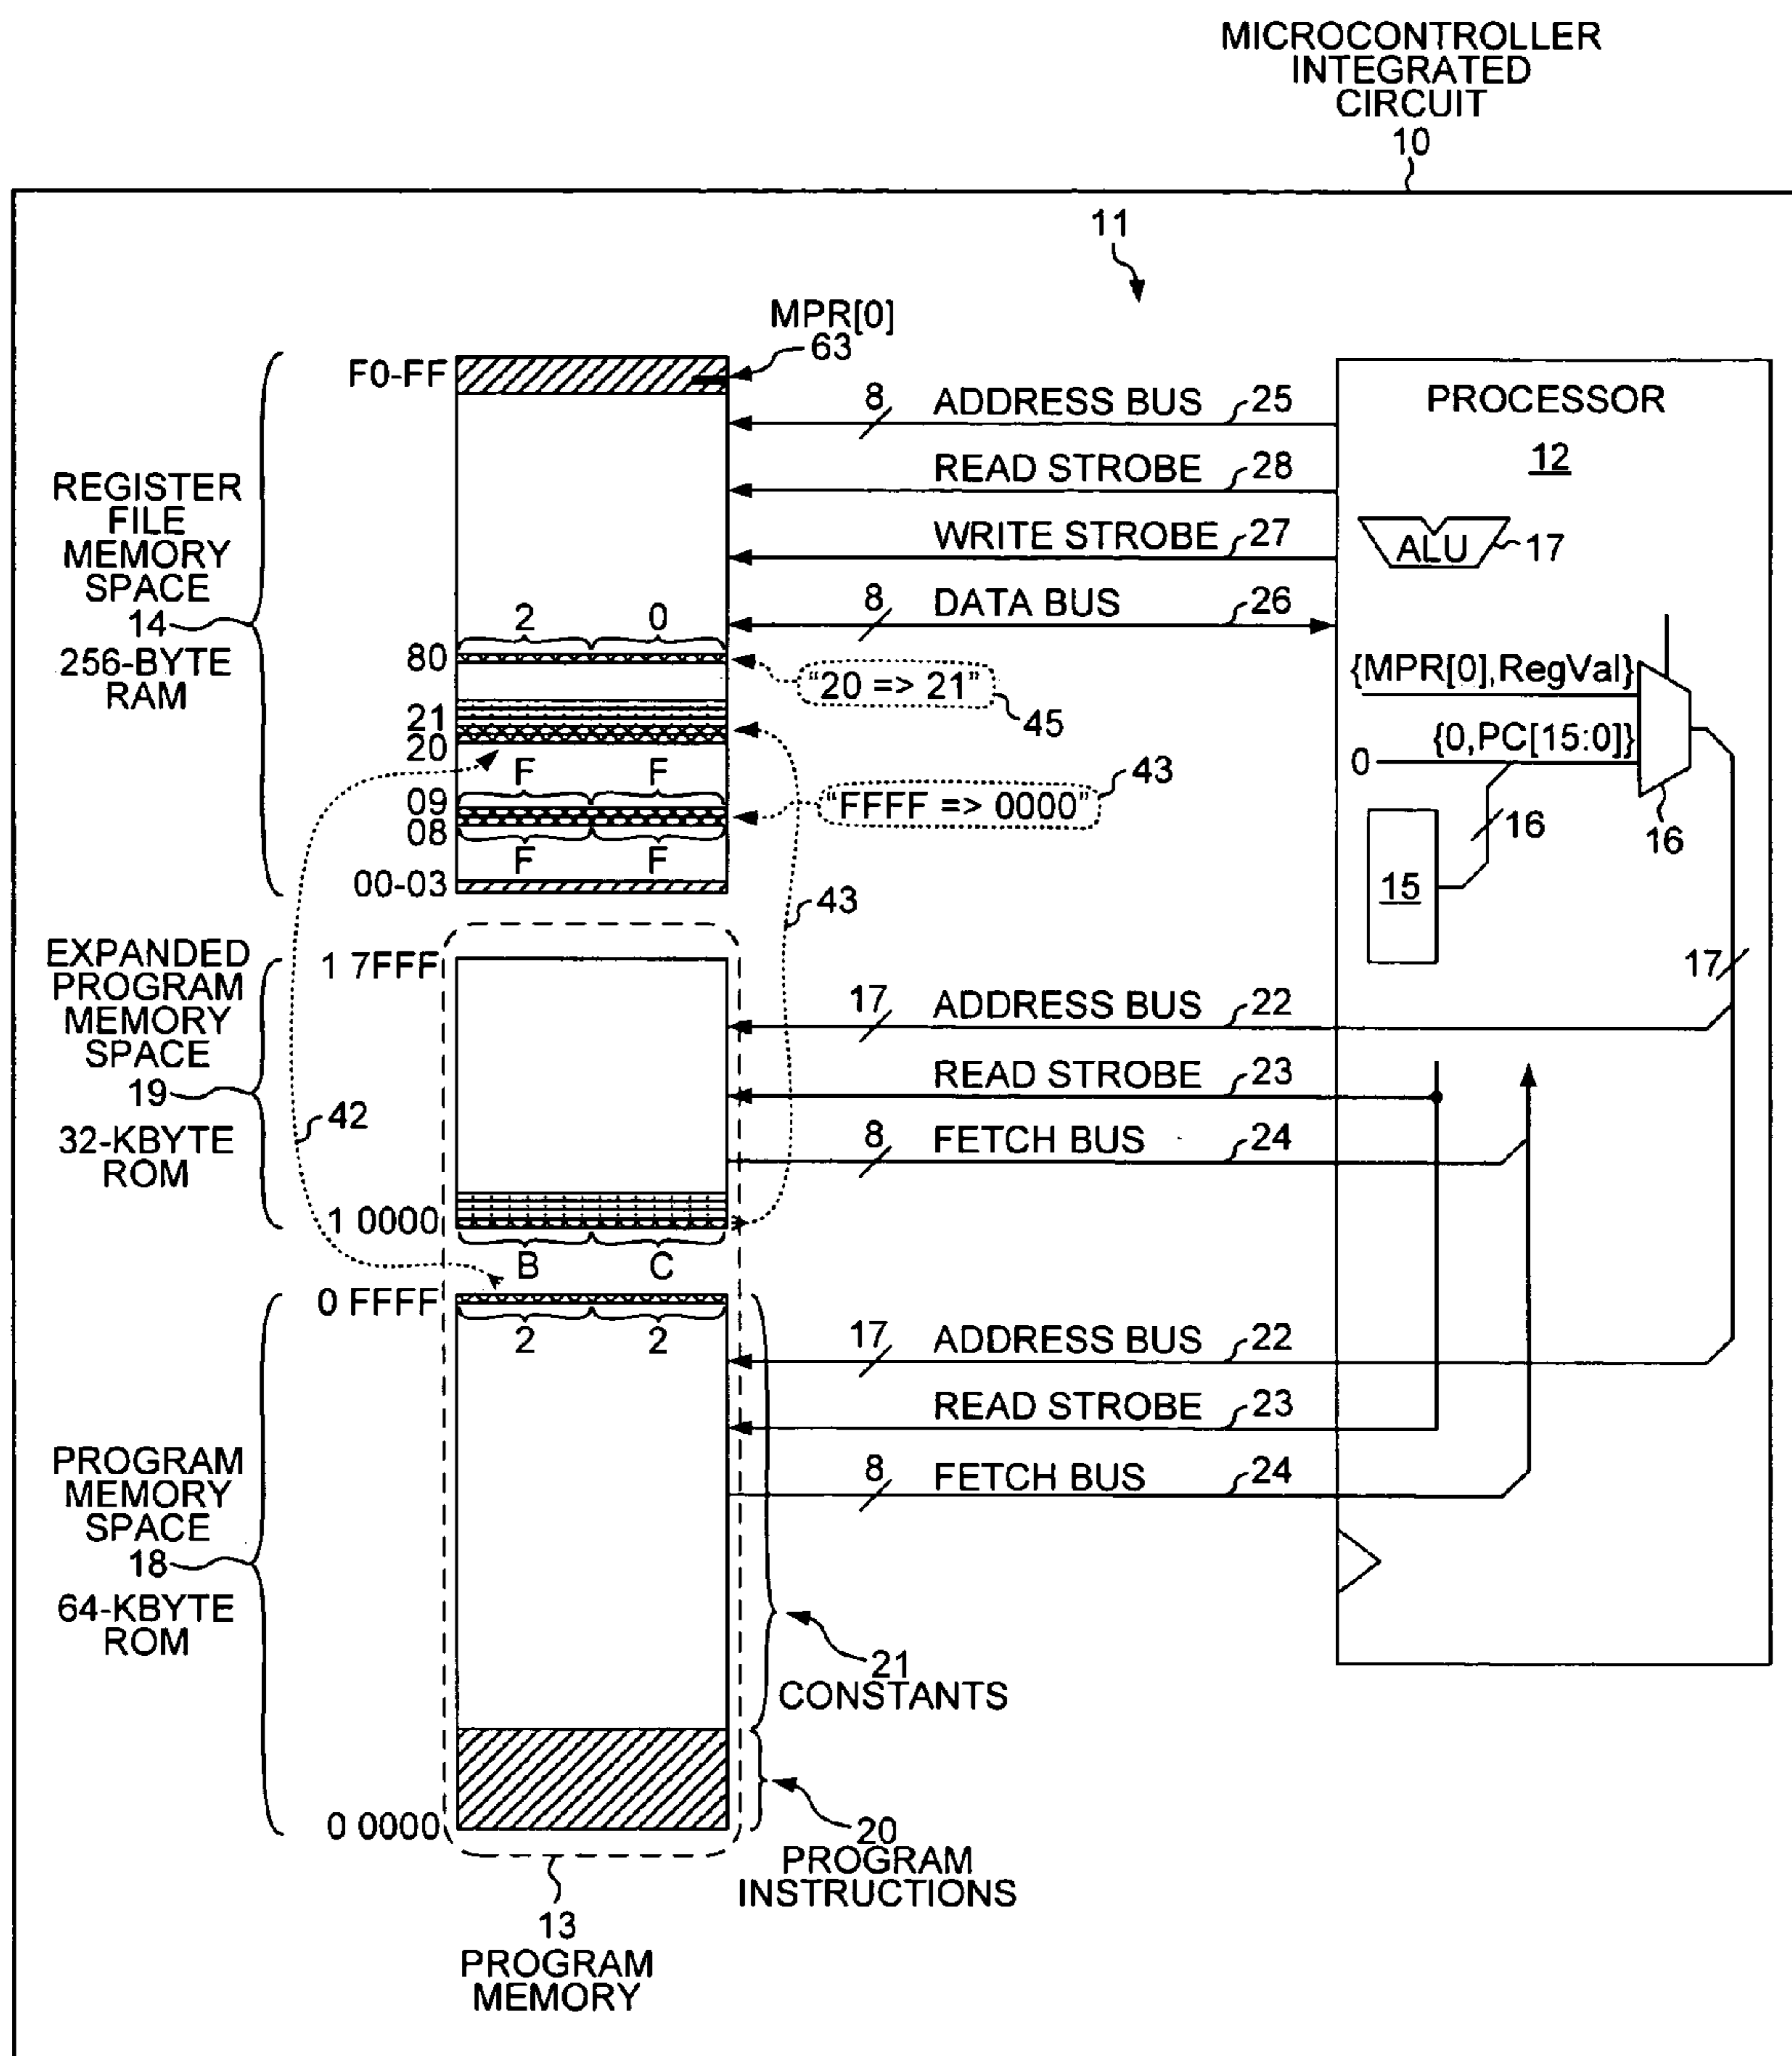 MICROCONTROLLER
INTEGRATED
CIRCUIT
10
11
MPR[0]
63
F0-FF
8 ADDRESS BUS 25
READ STROBE 28
WRITE STROBE 27
8 DATA BUS 26
PROCESSOR
12
ALU 17
REGISTER
FILE
MEMORY
SPACE
14
256-BYTE
RAM
2 0
80
"20 => 21"
45
21
20
F F
09
08
F F
"FFFF => 0000"
43
00-03
{MPR[0],RegVal}
{0,PC[15:0]}
0
16
16
15
17
43
42
EXPANDED
PROGRAM
MEMORY
SPACE
19
32-KBYTE
ROM
1 7FFF
17 ADDRESS BUS 22
READ STROBE 23
8 FETCH BUS 24
1 0000
B C
0 FFFF
2 2
17 ADDRESS BUS 22
READ STROBE 23
8 FETCH BUS 24
PROGRAM
MEMORY
SPACE
18
64-KBYTE
ROM
21
CONSTANTS
0 0000
20
PROGRAM
INSTRUCTIONS
13
PROGRAM
MEMORY